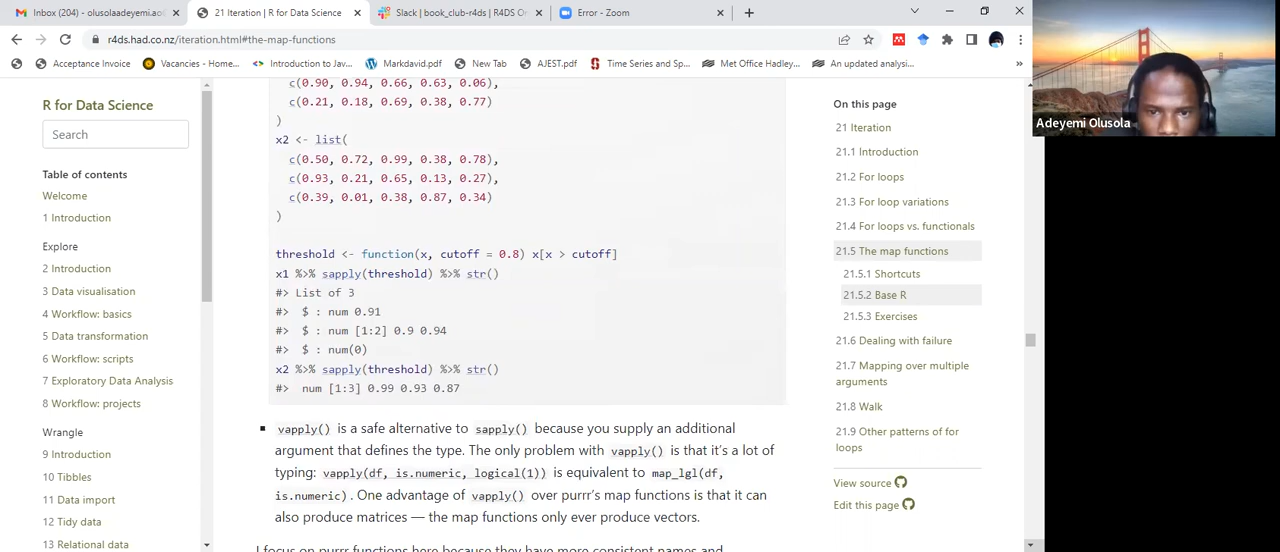 Inbox (204) - olusolaadeyemi.ao
21 Iteration | R for Data Science
Slack | book_club-r4ds | R4DS O
Error - Zoom
r4ds.had.co.nz/iteration.html#the-map-functions
Acceptance Invoice
Vacancies - Home...
Introduction to Jav...
Markdavid.pdf
New Tab
AJEST.pdf
Time Series and Sp...
Met Office Hadley...
An updated analysi...
»
Adeyemi Olusola
R for Data Science
Search
Table of contents
Welcome
1 Introduction
Explore
2 Introduction
3 Data visualisation
4 Workflow: basics
5 Data transformation
6 Workflow: scripts
7 Exploratory Data Analysis
8 Workflow: projects
Wrangle
9 Introduction
10 Tibbles
11 Data import
12 Tidy data
13 Relational data
c(0.90, 0.94, 0.66, 0.63, 0.06),
c(0.21, 0.18, 0.69, 0.38, 0.77)
)
x2 <- list(
c(0.50, 0.72, 0.99, 0.38, 0.78),
c(0.93, 0.21, 0.65, 0.13, 0.27),
c(0.39, 0.01, 0.38, 0.87, 0.34)
)
threshold <- function(x, cutoff = 0.8) x[x > cutoff]
x1 %>% sapply(threshold) %>% str()
#> List of 3
#>  $ : num 0.91
#>  $ : num [1:2] 0.9 0.94
#>  $ : num(0)
x2 %>% sapply(threshold) %>% str()
#>  num [1:3] 0.99 0.93 0.87
vapply() is a safe alternative to sapply() because you supply an additional
argument that defines the type. The only problem with vapply() is that it's a lot of
typing: vapply(df, is.numeric, logical(1)) is equivalent to map_lgl(df,
is.numeric). One advantage of vapply() over purrr's map functions is that it can
also produce matrices — the map functions only ever produce vectors.
I focus on purrr functions here because they have more consistent names and
On this page
21 Iteration
21.1 Introduction
21.2 For loops
21.3 For loop variations
21.4 For loops vs. functionals
21.5 The map functions
21.5.1 Shortcuts
21.5.2 Base R
21.5.3 Exercises
21.6 Dealing with failure
21.7 Mapping over multiple
arguments
21.8 Walk
21.9 Other patterns of for
loops
View source
Edit this page